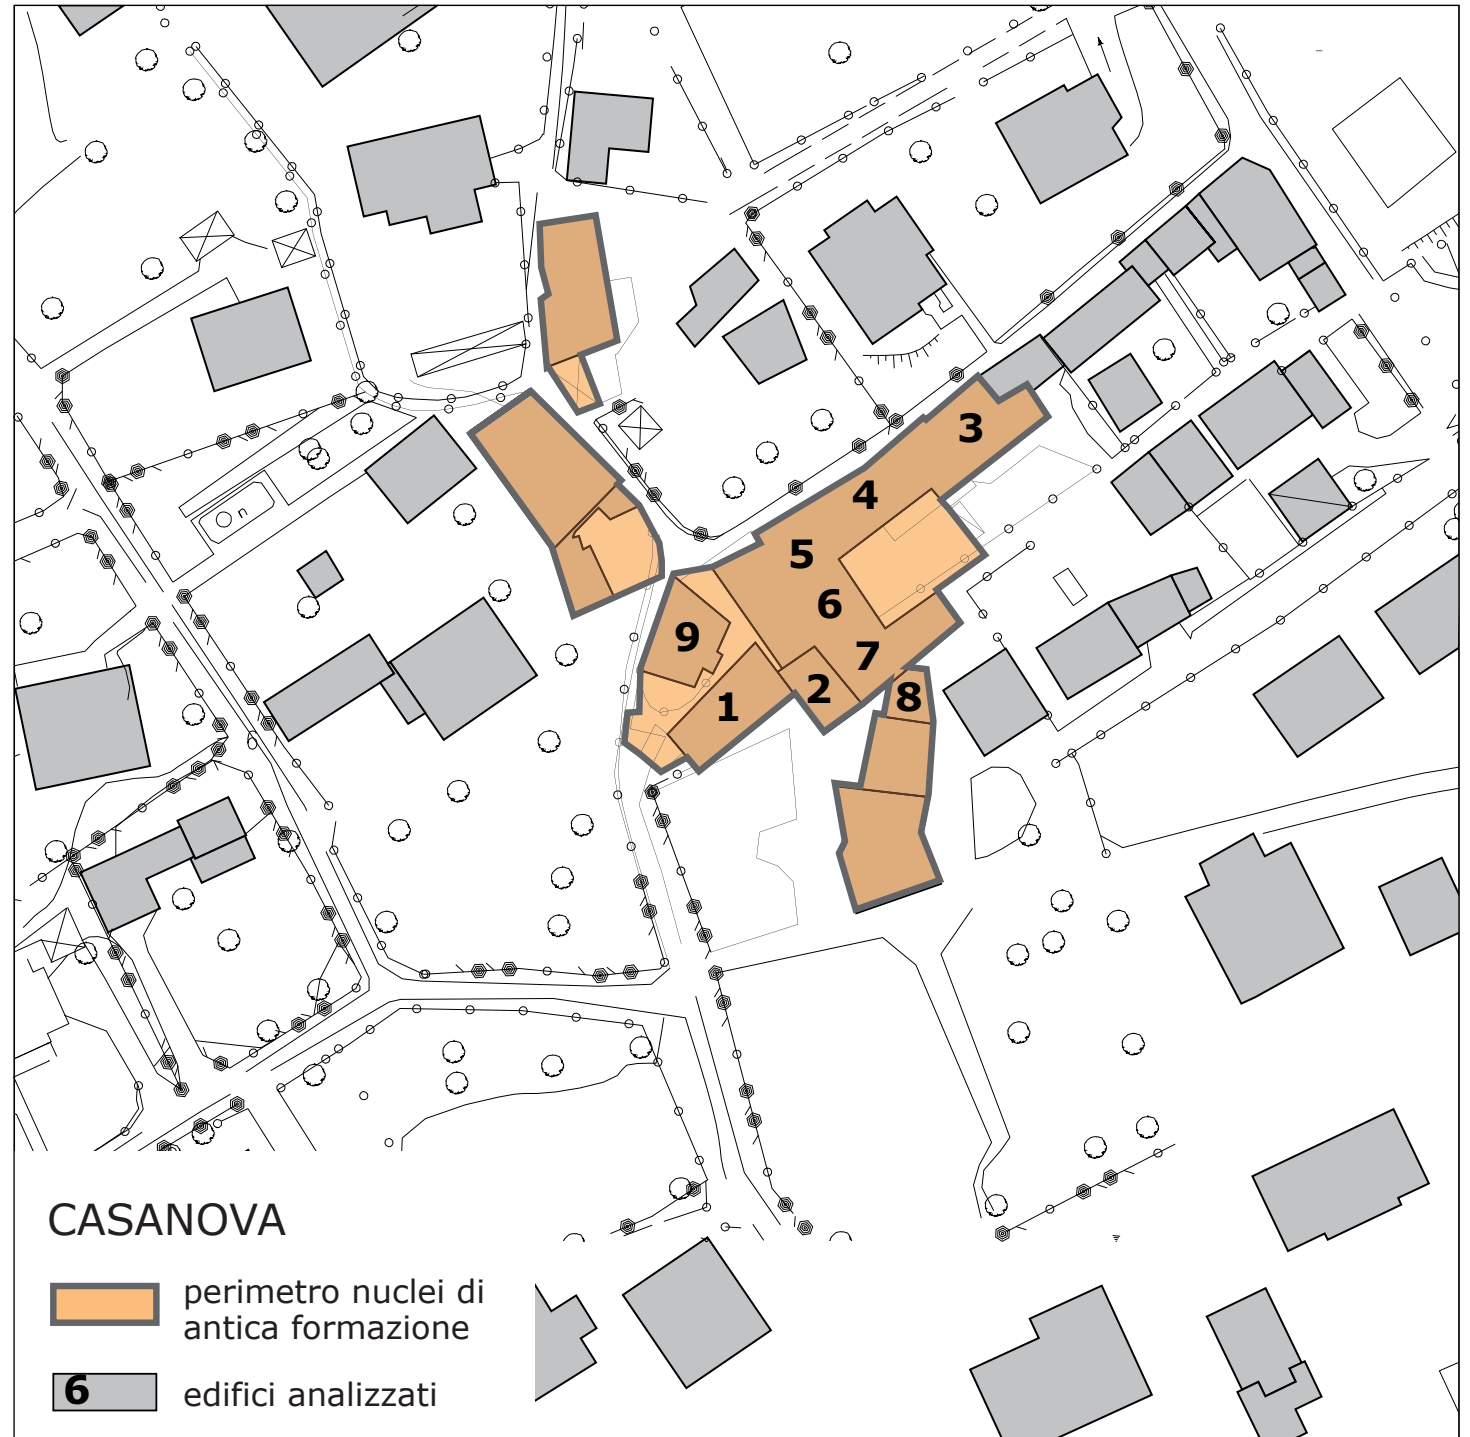 3
4
5
6
9
7
2
8
1
n
CASANOVA
perimetro nuclei di
antica formazione
6
edifici analizzati